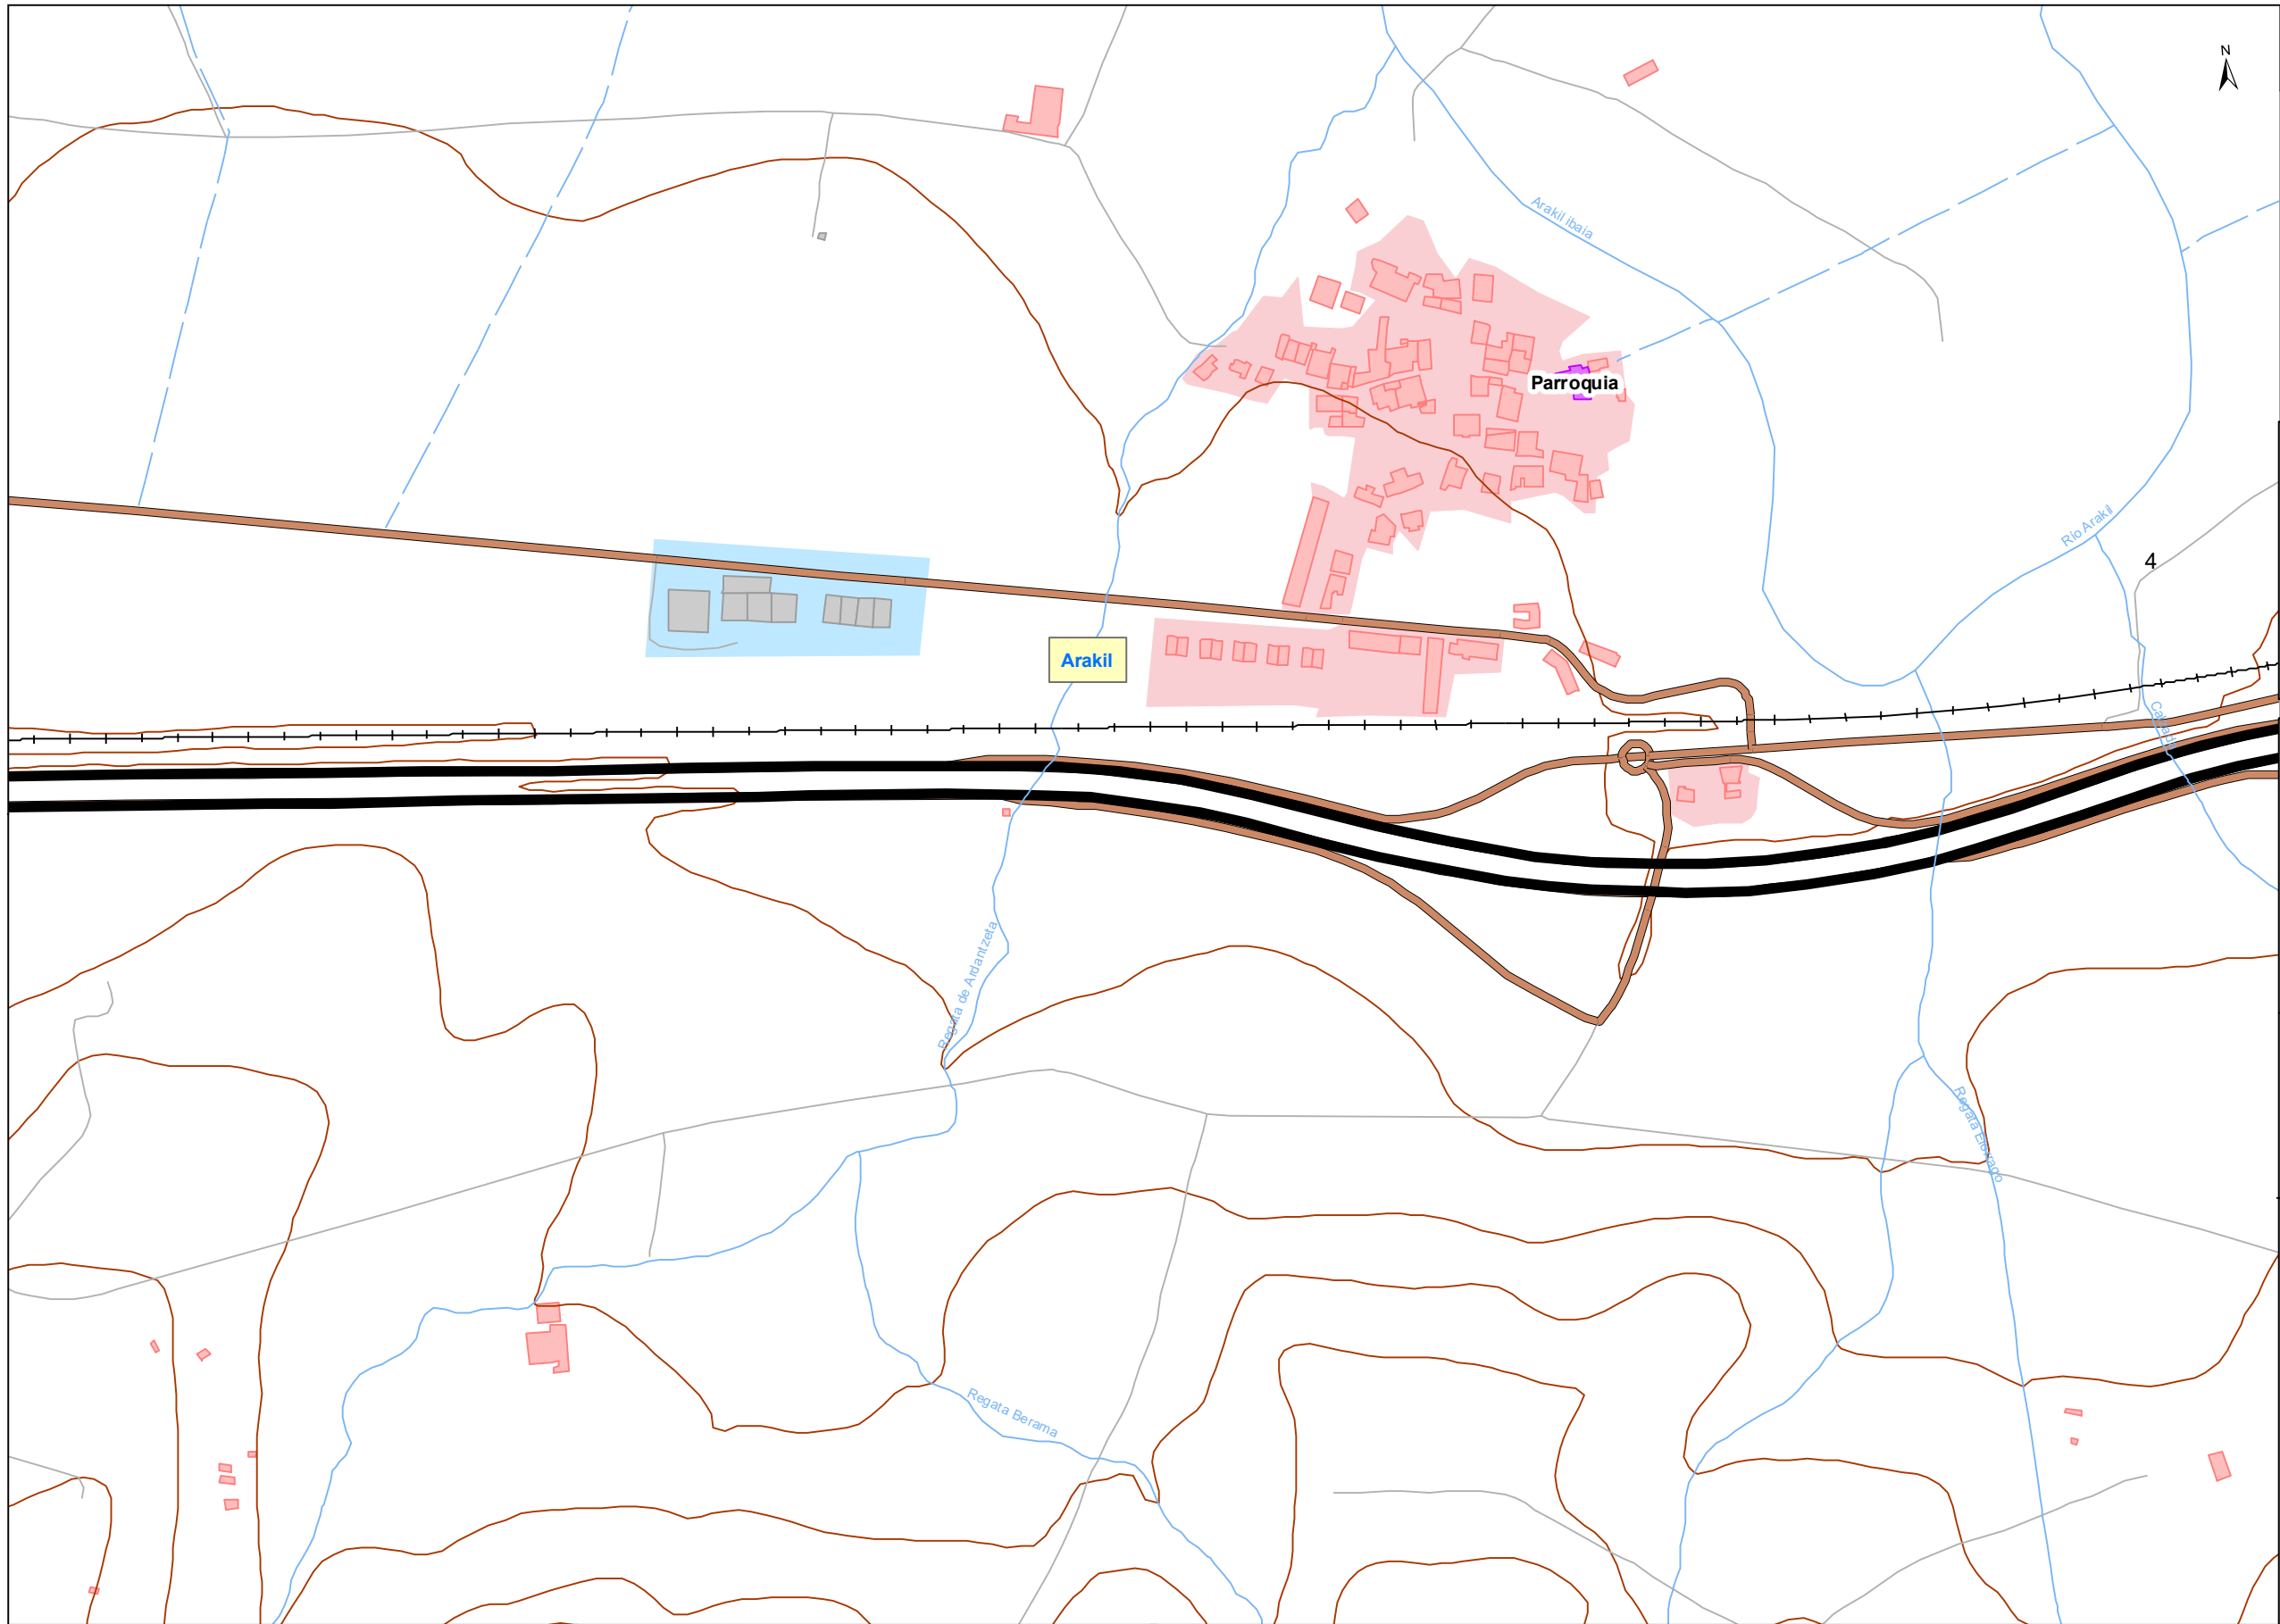 N
Arakil ibaia
Parroquia
Río Arakil
4
Arakil
Regata de Ardantzeta
Regata Berama